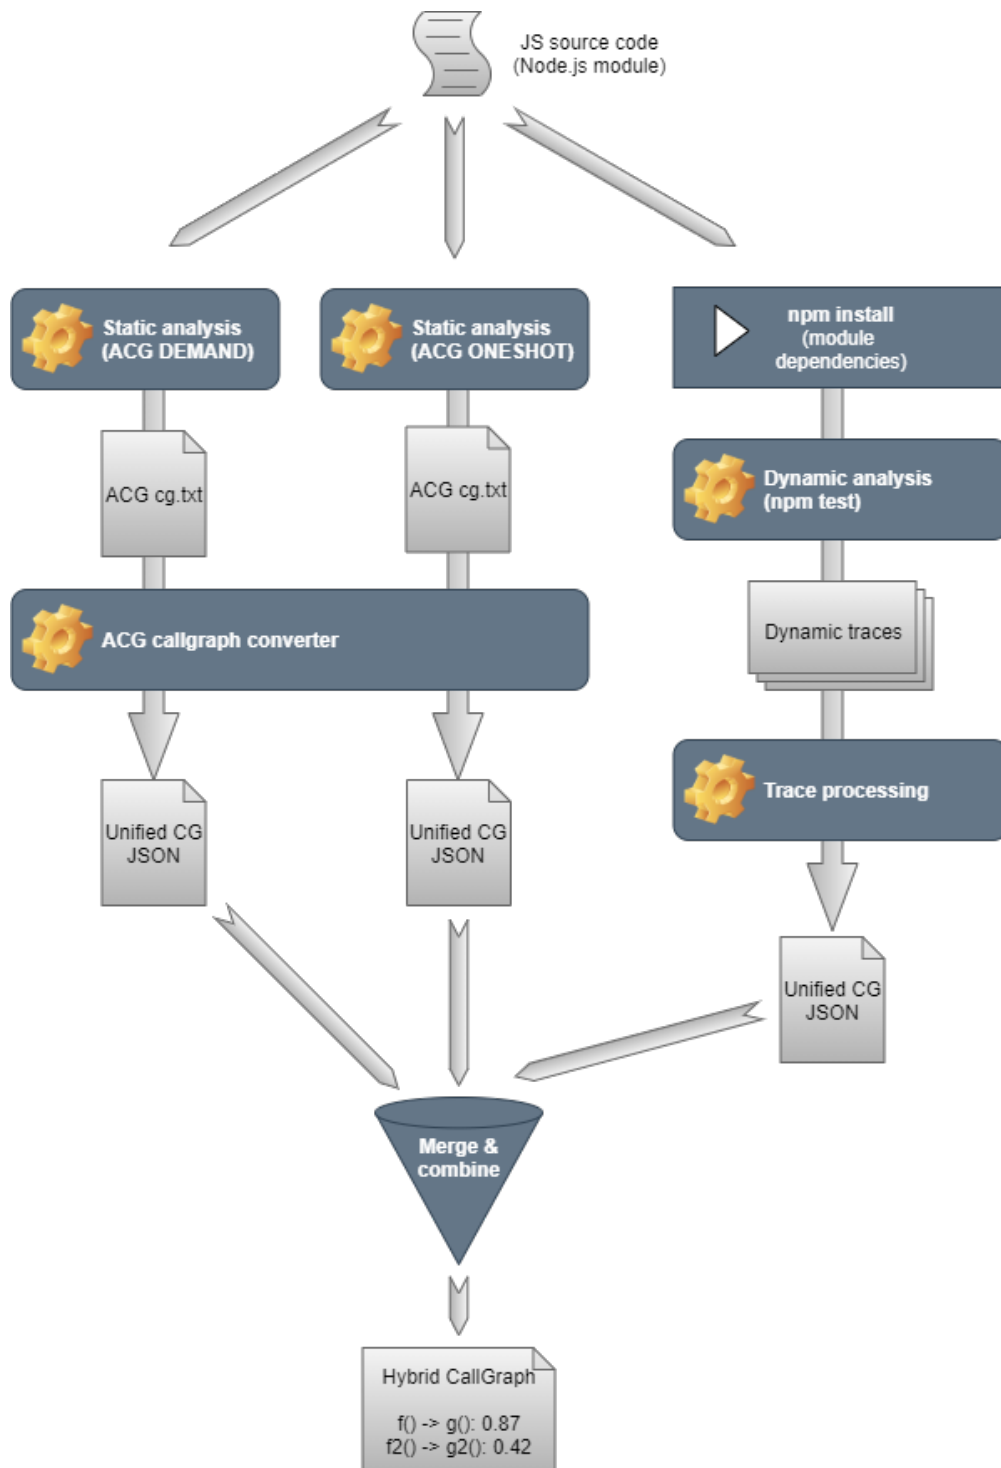 JS source code
(Node.js module)
Static analysis
(ACG DEMAND)
Static analysis
(ACG ONESHOT)
npm install
(module
dependencies)
ACG cg.txt
ACG cg.txt
Dynamic analysis
(npm test)
ACG callgraph converter
Dynamic traces
Trace processing
Unified CG
JSON
Unified CG
JSON
Unified CG
JSON
Merge &
combine
Hybrid CallGraph
f() -> g(): 0.87
f2() -> g2(): 0.42